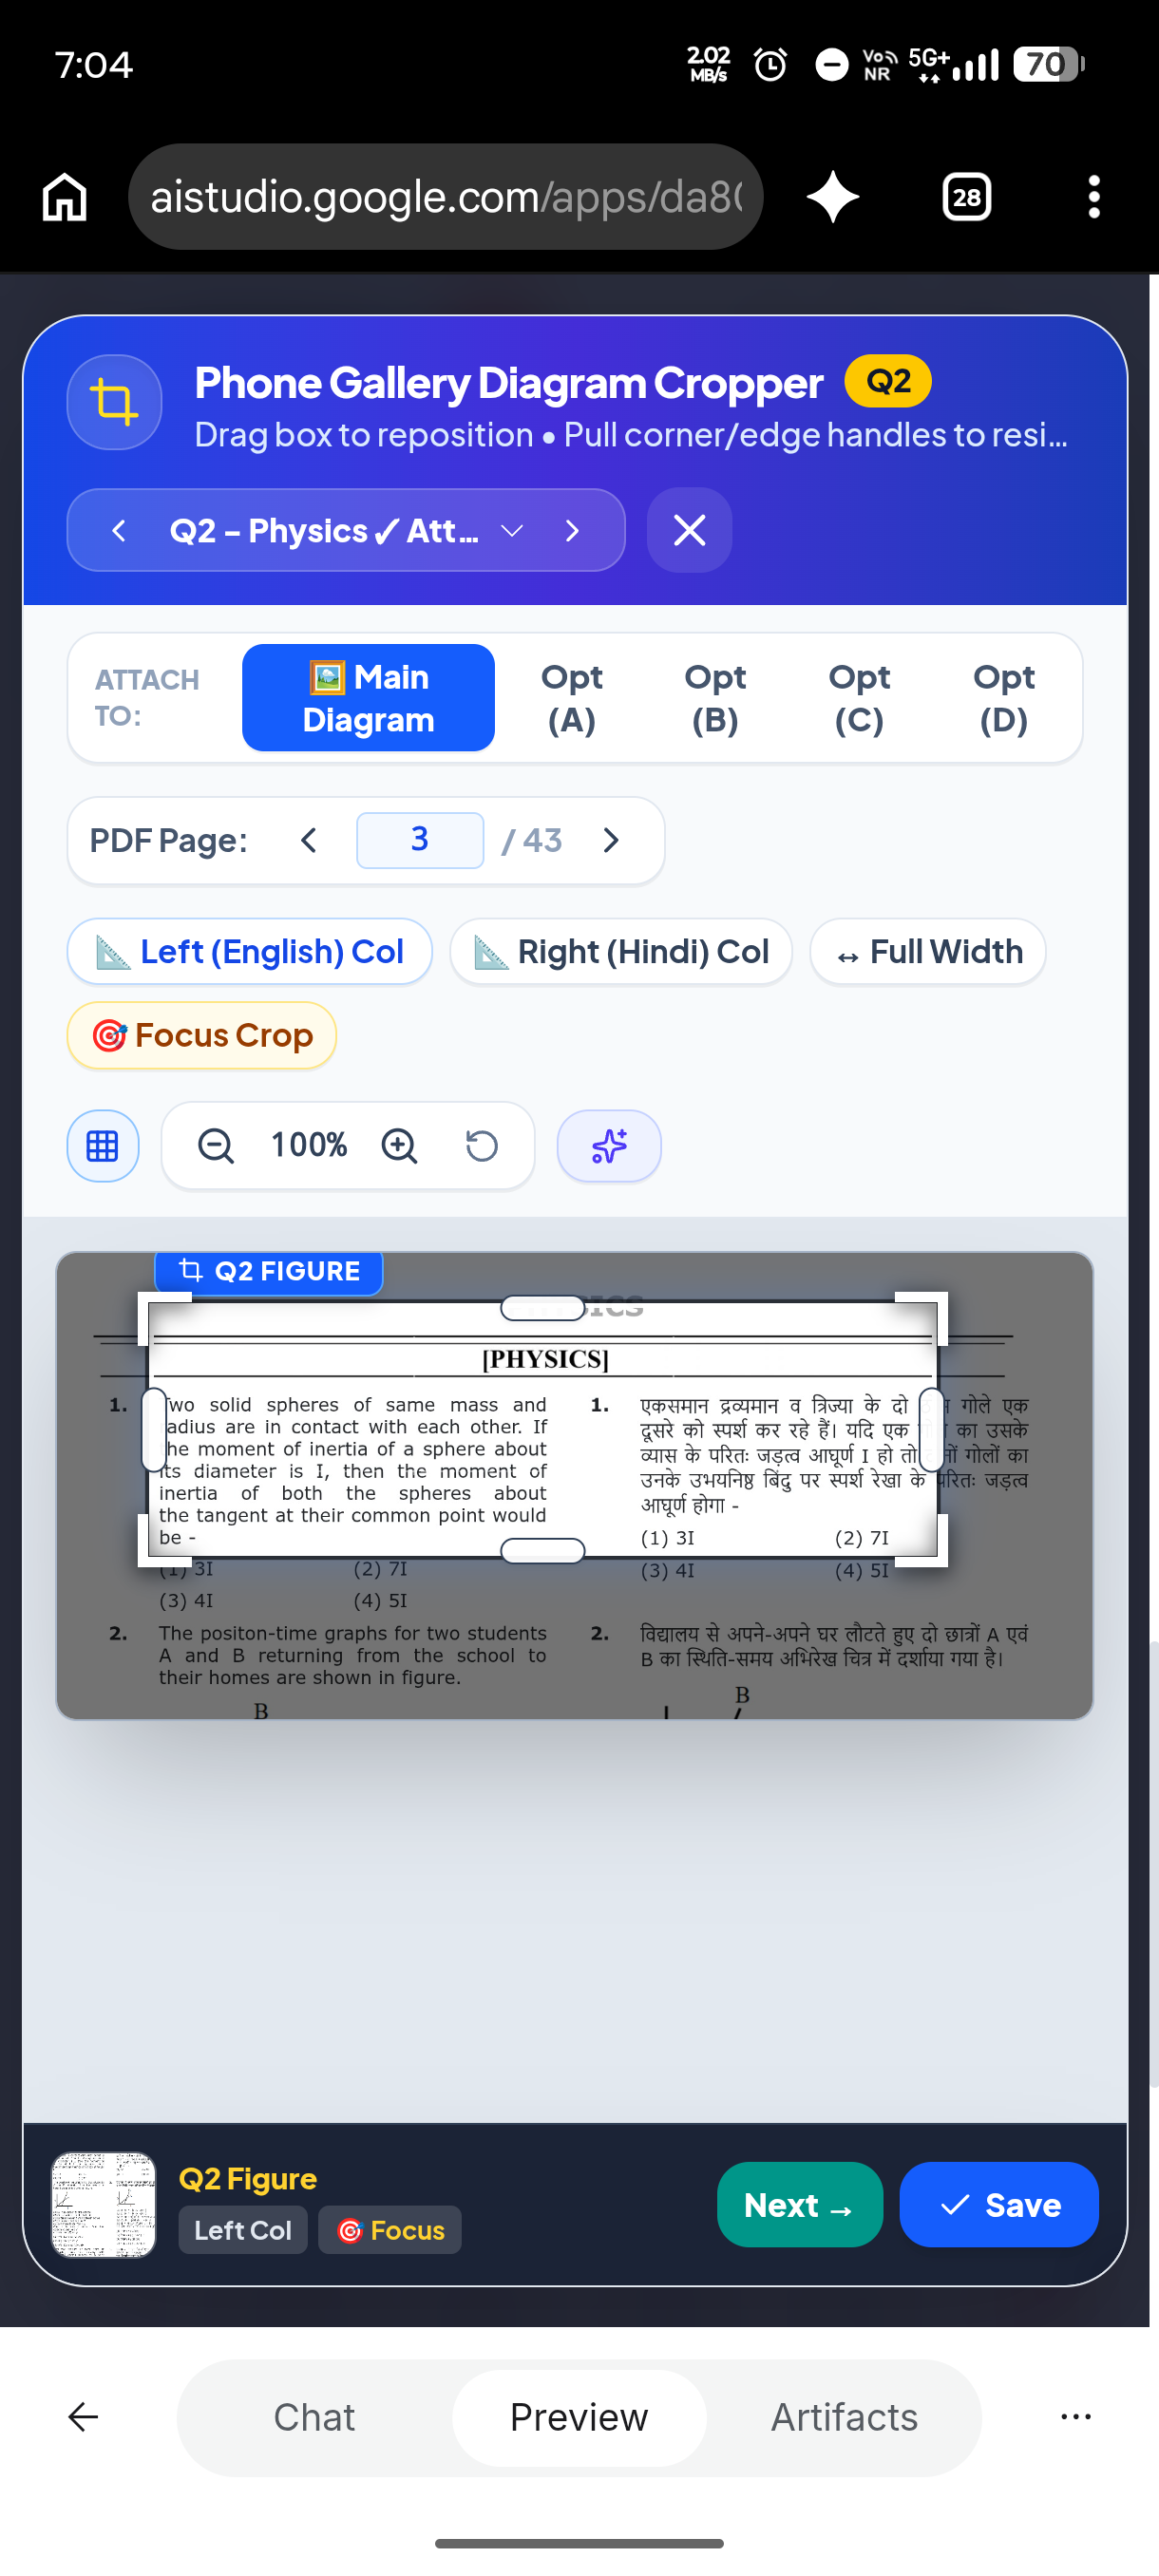 7:04
2.02 MB/s
Vo NR
5G+
70
aistudio.google.com/apps/da8
28
Phone Gallery Diagram Cropper Q2
Drag box to reposition • Pull corner/edge handles to resi...
Q2 - Physics ✓ Att...
ATTACH TO:
🖼️ Main Diagram
Opt (A)
Opt (B)
Opt (C)
Opt (D)
PDF Page: 3 / 43
📐 Left (English) Col
📐 Right (Hindi) Col
↔ Full Width
🎯 Focus Crop
100%
Q2 FIGURE
[PHYSICS]
1. Two solid spheres of same mass and
radius are in contact with each other. If
the moment of inertia of a sphere about
its diameter is I, then the moment of
inertia of both the spheres about
the tangent at their common point would
be -
(1) 3I (2) 7I
(3) 4I (4) 5I
2. The positon-time graphs for two students
A and B returning from the school to
their homes are shown in figure.
B
1. एकसमान द्रव्यमान व त्रिज्या के दो गोले एक
दूसरे को स्पर्श कर रहे हैं। यदि एक का उसके
व्यास के परितः जड़त्व आघूर्ण I हो तो गोलों का
उनके उभयनिष्ठ बिंदु पर स्पर्श रेखा के परितः जड़त्व
आघूर्ण होगा -
(1) 3I (2) 7I
(3) 4I (4) 5I
2. विद्यालय से अपने-अपने घर लौटते हुए दो छात्रों A एवं
B का स्थिति-समय अभिरेख चित्र में दर्शाया गया है।
B
Q2 Figure
Left Col
🎯 Focus
Next →
✓ Save
Chat
Preview
Artifacts